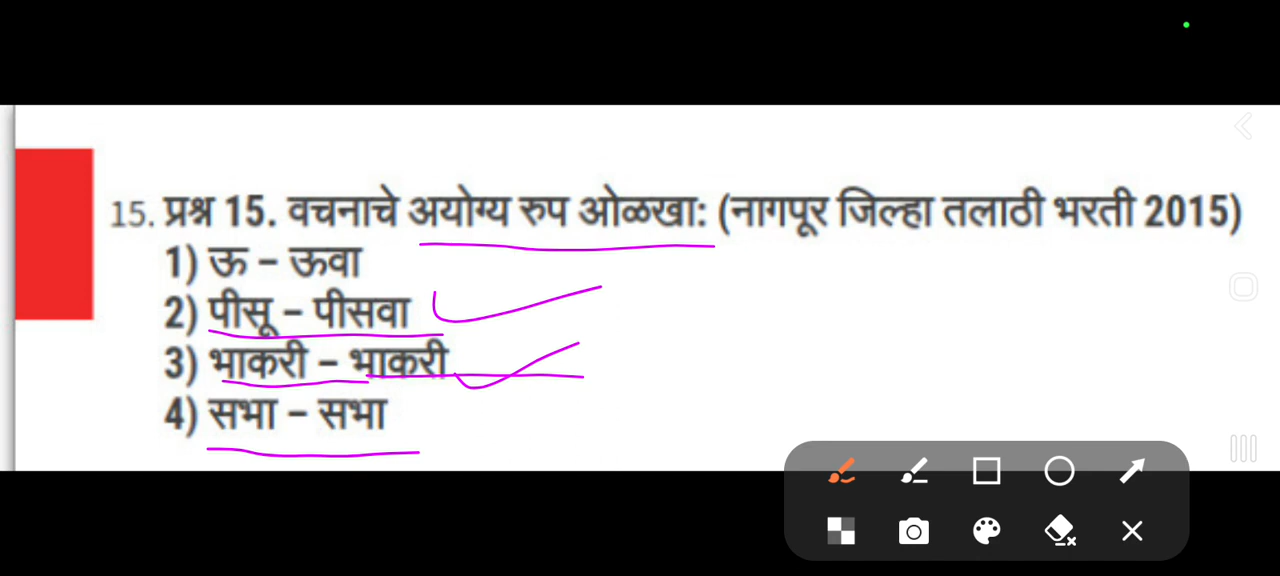 15. प्रश्न 15. वचनाचे अयोग्य रुप ओळखा: (नागपूर जिल्हा तलाठी भरती 2015)
1) ऊ – ऊवा
2) पीसू – पीसवा
3) भाकरी – भाकरी
4) सभा – सभा